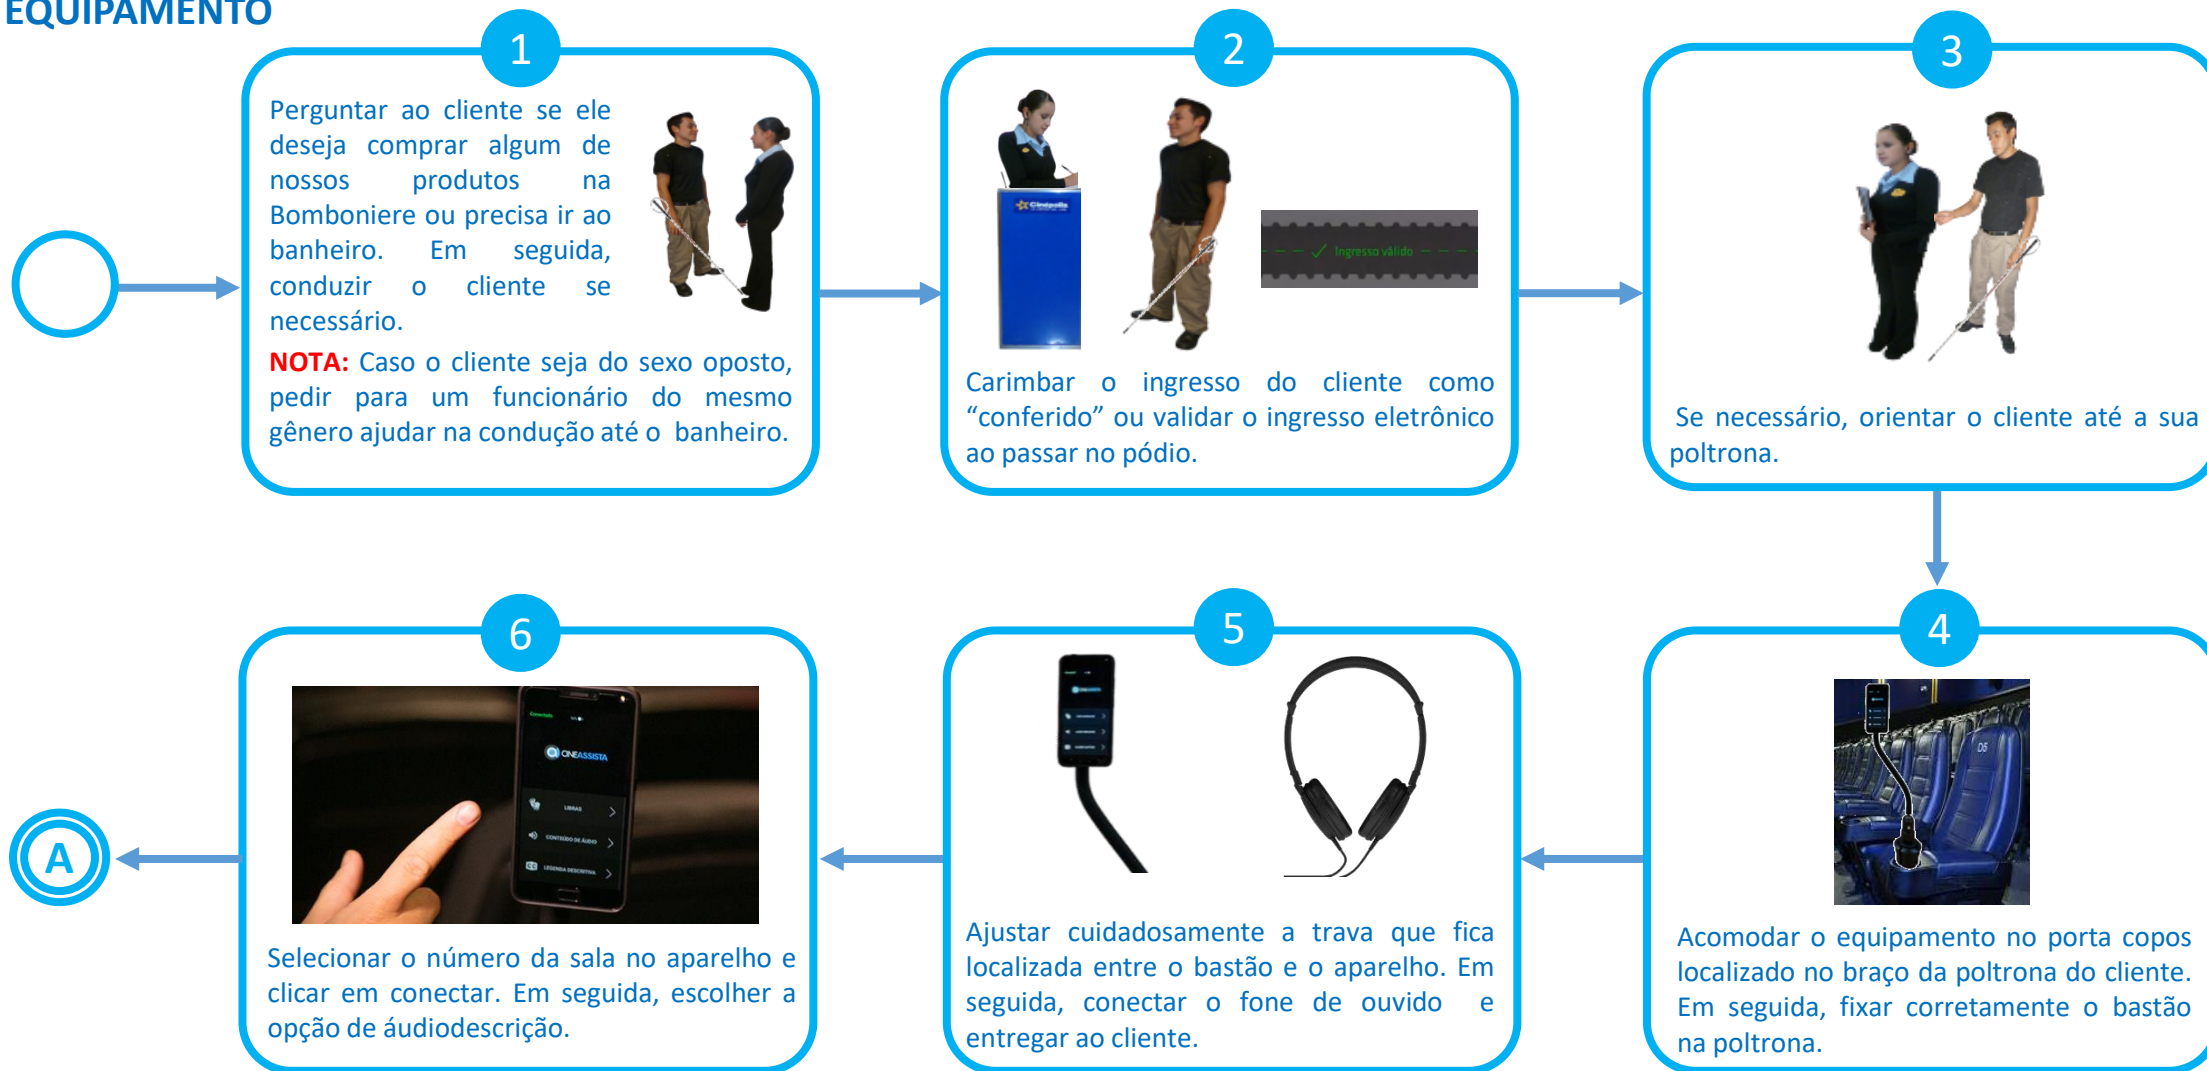 EQUIPAMENTO
1
Perguntar ao cliente se ele
deseja comprar algum de
nossos produtos na
Bomboniere ou precisa ir ao
banheiro. Em seguida,
conduzir o cliente se
necessário.
NOTA: Caso o cliente seja do sexo oposto,
pedir para um funcionário do mesmo
gênero ajudar na condução até o banheiro.
2
Cinépolis
Ingresso válido
Carimbar o ingresso do cliente como
“conferido” ou validar o ingresso eletrônico
ao passar no pódio.
3
Se necessário, orientar o cliente até a sua
poltrona.
4
D5
Acomodar o equipamento no porta copos
localizado no braço da poltrona do cliente.
Em seguida, fixar corretamente o bastão
na poltrona.
5
Ajustar cuidadosamente a trava que fica
localizada entre o bastão e o aparelho. Em
seguida, conectar o fone de ouvido e
entregar ao cliente.
6
Conectado
CINEASSISTA
LIBRAS
CONTEÚDO DE ÁUDIO
CC LEGENDA DESCRITIVA
Selecionar o número da sala no aparelho e
clicar em conectar. Em seguida, escolher a
opção de áudiodescrição.
A